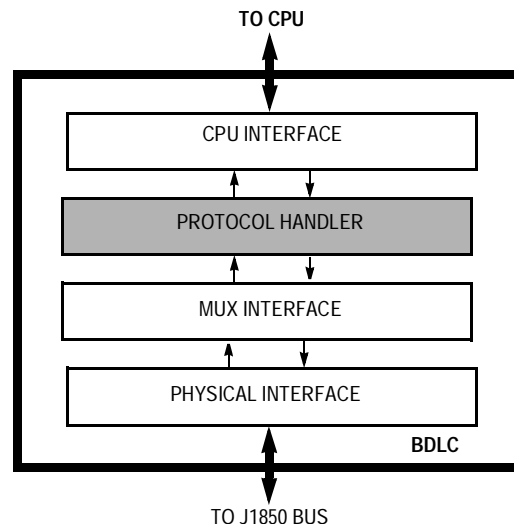 TO CPU
CPU INTERFACE
PROTOCOL HANDLER
MUX INTERFACE
PHYSICAL INTERFACE
BDLC
TO J1850 BUS